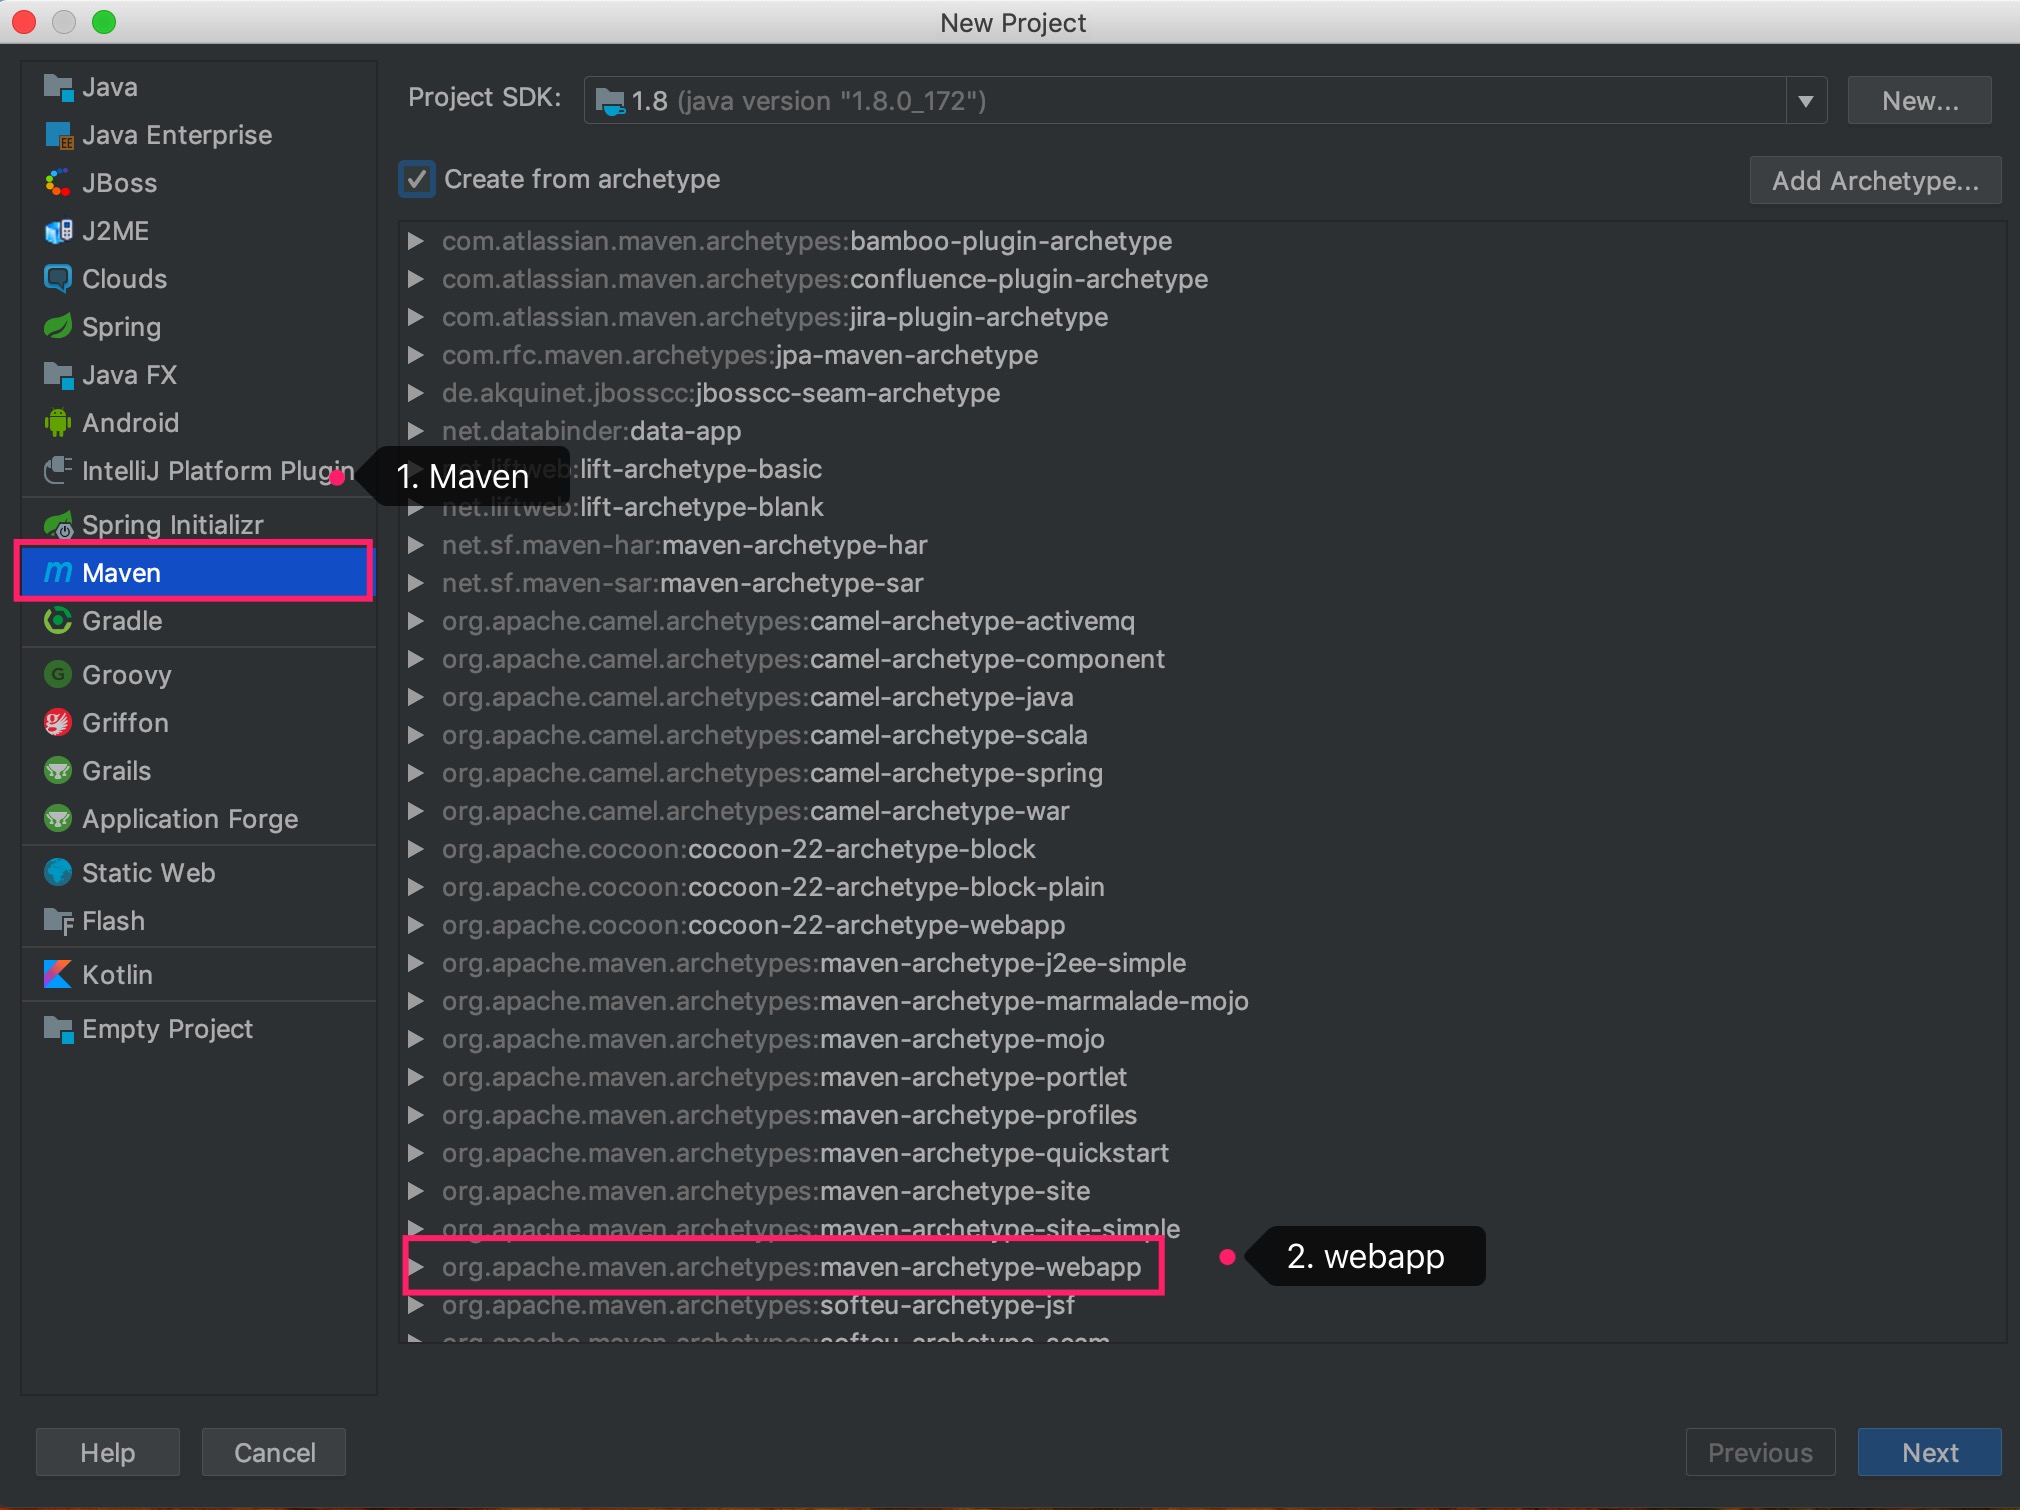 New Project
Java
Java Enterprise
JBoss
J2ME
Clouds
Spring
Java FX
Android
IntelliJ Platform Plugin
Spring Initializr
Maven
Gradle
Groovy
Griffon
Grails
Application Forge
Static Web
Flash
Kotlin
Empty Project
Project SDK: 1.8 (java version "1.8.0_172") New...
Create from archetype Add Archetype...
com.atlassian.maven.archetypes:bamboo-plugin-archetype
com.atlassian.maven.archetypes:confluence-plugin-archetype
com.atlassian.maven.archetypes:jira-plugin-archetype
com.rfc.maven.archetypes:jpa-maven-archetype
de.akquinet.jbosscc:jbosscc-seam-archetype
net.databinder:data-app
1. Maven
net.liftweb:lift-archetype-basic
net.liftweb:lift-archetype-blank
net.sf.maven-har:maven-archetype-har
net.sf.maven-sar:maven-archetype-sar
org.apache.camel.archetypes:camel-archetype-activemq
org.apache.camel.archetypes:camel-archetype-component
org.apache.camel.archetypes:camel-archetype-java
org.apache.camel.archetypes:camel-archetype-scala
org.apache.camel.archetypes:camel-archetype-spring
org.apache.camel.archetypes:camel-archetype-war
org.apache.cocoon:cocoon-22-archetype-block
org.apache.cocoon:cocoon-22-archetype-block-plain
org.apache.cocoon:cocoon-22-archetype-webapp
org.apache.maven.archetypes:maven-archetype-j2ee-simple
org.apache.maven.archetypes:maven-archetype-marmalade-mojo
org.apache.maven.archetypes:maven-archetype-mojo
org.apache.maven.archetypes:maven-archetype-portlet
org.apache.maven.archetypes:maven-archetype-profiles
org.apache.maven.archetypes:maven-archetype-quickstart
org.apache.maven.archetypes:maven-archetype-site
org.apache.maven.archetypes:maven-archetype-site-simple
org.apache.maven.archetypes:maven-archetype-webapp
2. webapp
org.apache.maven.archetypes:softeu-archetype-jsf
org.apache.maven.archetypes:softeu-archetype-seam
Help Cancel Previous Next